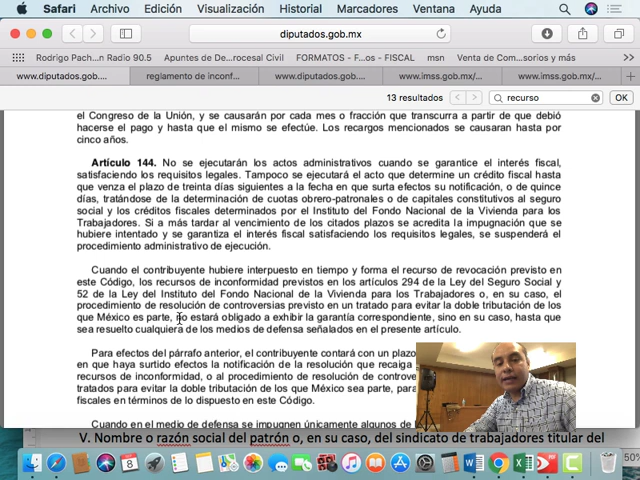 Safari Archivo Edición Visualización Historial Marcadores Ventana Ayuda
diputados.gob.mx
Rodrigo Pach...n Radio 90.5 Apuntes de D...rocesal Civil FORMATOS - F...os - FISCAL msn Venta de Com...sorios y más
www.diputados.gob.... reglamento de inconf... www.diputados.gob.... www.imss.gob.mx/... www.imss.gob.mx/...
13 resultados recurso OK
el Congreso de la Unión, y se causarán por cada mes o fracción que transcurra a partir de que debió
hacerse el pago y hasta que el mismo se efectúe. Los recargos mencionados se causaran hasta por
cinco años.
Artículo 144. No se ejecutarán los actos administrativos cuando se garantice el interés fiscal,
satisfaciendo los requisitos legales. Tampoco se ejecutará el acto que determine un crédito fiscal hasta
que venza el plazo de treinta días siguientes a la fecha en que surta efectos su notificación, o de quince
días, tratándose de la determinación de cuotas obrero-patronales o de capitales constitutivos al seguro
social y los créditos fiscales determinados por el Instituto del Fondo Nacional de la Vivienda para los
Trabajadores. Si a más tardar al vencimiento de los citados plazos se acredita la impugnación que se
hubiere intentado y se garantiza el interés fiscal satisfaciendo los requisitos legales, se suspenderá el
procedimiento administrativo de ejecución.
Cuando el contribuyente hubiere interpuesto en tiempo y forma el recurso de revocación previsto en
este Código, los recursos de inconformidad previstos en los artículos 294 de la Ley del Seguro Social y
52 de la Ley del Instituto del Fondo Nacional de la Vivienda para los Trabajadores o, en su caso, el
procedimiento de resolución de controversias previsto en un tratado para evitar la doble tributación de los
que México es parte, no estará obligado a exhibir la garantía correspondiente, sino en su caso, hasta que
sea resuelto cualquiera de los medios de defensa señalados en el presente artículo.
Para efectos del párrafo anterior, el contribuyente contará con un plazo
en que haya surtido efectos la notificación de la resolución que recaiga
recursos de inconformidad, o al procedimiento de resolución de controve
tratados para evitar la doble tributación de los que México sea parte, para
fiscales en términos de lo dispuesto en este Código.
Cuando en el medio de defensa se impugnen únicamente algunos de l
V. Nombre o razón social del patrón o, en su caso, del sindicato de trabajadores titular del
50%